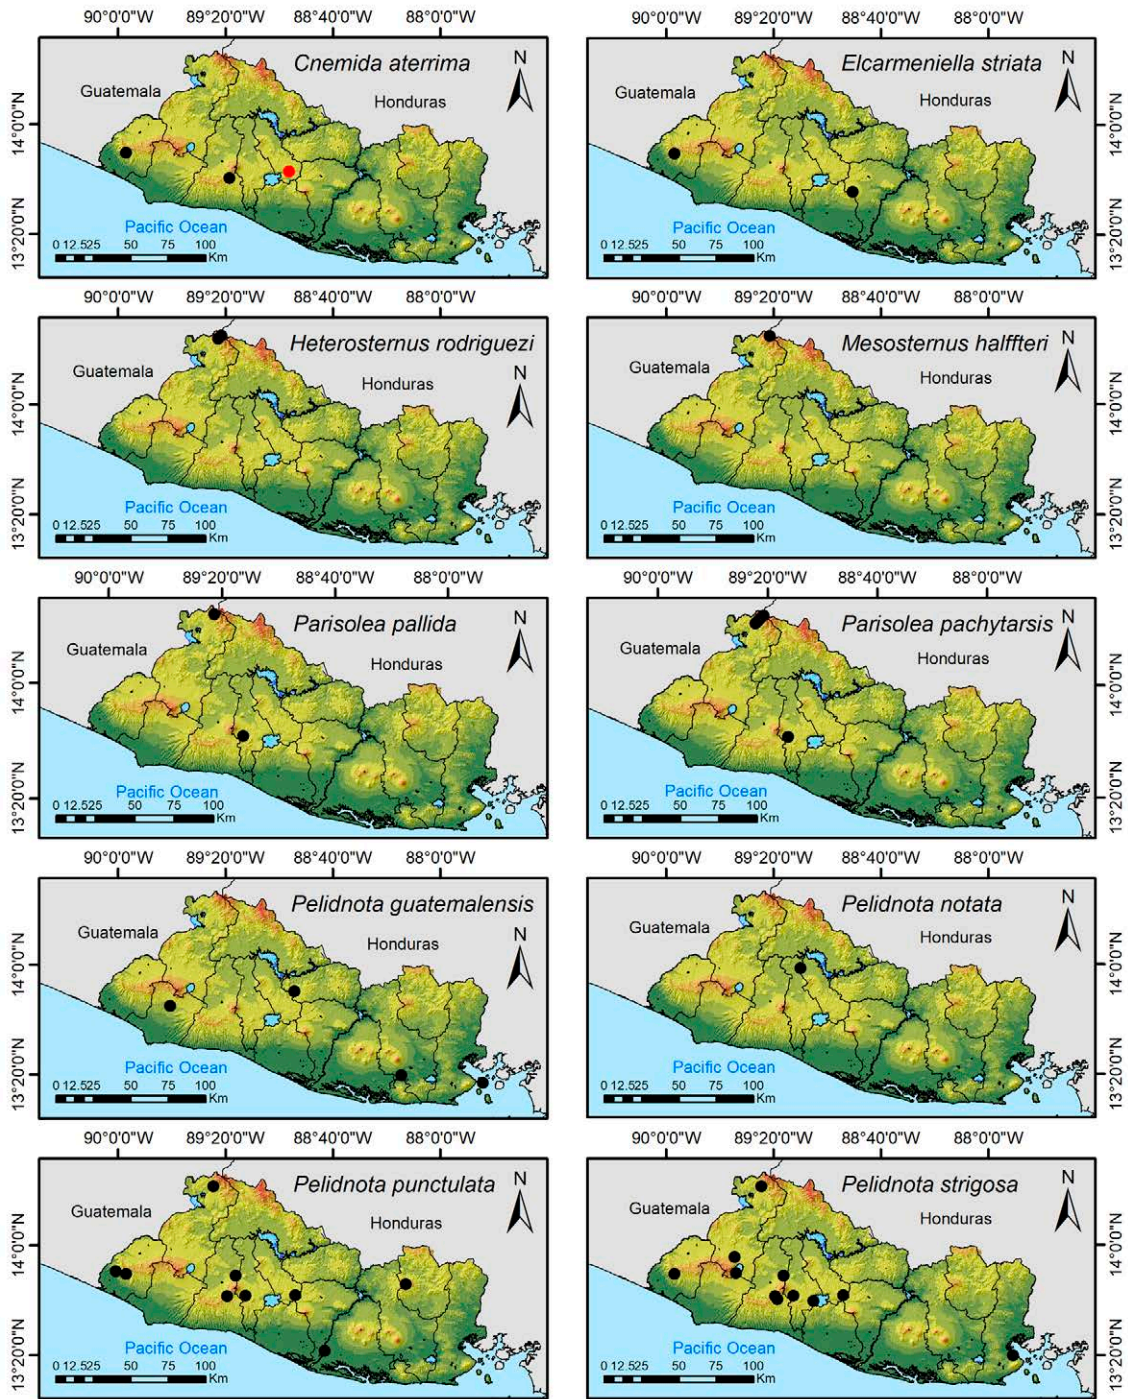 90°0'0"W 89°20'0"W 88°40'0"W 88°0'0"W
Cnemida aterrima
N
Guatemala
Honduras
14°0'0"N
13°20'0"N
Pacific Ocean
0 12.525 50 75 100
Km
90°0'0"W 89°20'0"W 88°40'0"W 88°0'0"W
Elcarmeniella striata
N
Guatemala
Honduras
14°0'0"N
13°20'0"N
Pacific Ocean
0 12.525 50 75 100
Km
90°0'0"W 89°20'0"W 88°40'0"W 88°0'0"W
Heterosternus rodriguezi
N
Guatemala
Honduras
14°0'0"N
13°20'0"N
Pacific Ocean
0 12.525 50 75 100
Km
90°0'0"W 89°20'0"W 88°40'0"W 88°0'0"W
Mesosternus halffteri
N
Guatemala
Honduras
14°0'0"N
13°20'0"N
Pacific Ocean
0 12.525 50 75 100
Km
90°0'0"W 89°20'0"W 88°40'0"W 88°0'0"W
Parisolea pallida
N
Guatemala
Honduras
14°0'0"N
13°20'0"N
Pacific Ocean
0 12.525 50 75 100
Km
90°0'0"W 89°20'0"W 88°40'0"W 88°0'0"W
Parisolea pachytarsis
N
Guatemala
Honduras
14°0'0"N
13°20'0"N
Pacific Ocean
0 12.525 50 75 100
Km
90°0'0"W 89°20'0"W 88°40'0"W 88°0'0"W
Pelidnota guatemalensis
N
Guatemala
Honduras
14°0'0"N
13°20'0"N
Pacific Ocean
0 12.525 50 75 100
Km
90°0'0"W 89°20'0"W 88°40'0"W 88°0'0"W
Pelidnota notata
N
Guatemala
Honduras
14°0'0"N
13°20'0"N
Pacific Ocean
0 12.525 50 75 100
Km
90°0'0"W 89°20'0"W 88°40'0"W 88°0'0"W
Pelidnota punctulata
N
Guatemala
Honduras
14°0'0"N
13°20'0"N
Pacific Ocean
0 12.525 50 75 100
Km
90°0'0"W 89°20'0"W 88°40'0"W 88°0'0"W
Pelidnota strigosa
N
Guatemala
Honduras
14°0'0"N
13°20'0"N
Pacific Ocean
0 12.525 50 75 100
Km